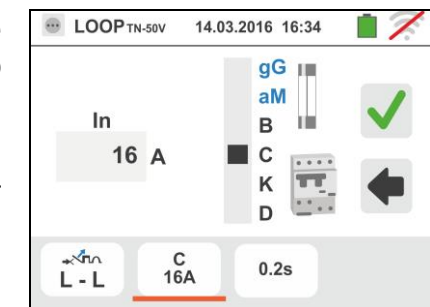 LOOP TN-50V 14.03.2016 16:34
gG
aM
In
B
16 A
C
K
D
L - L
C
16A
0.2s